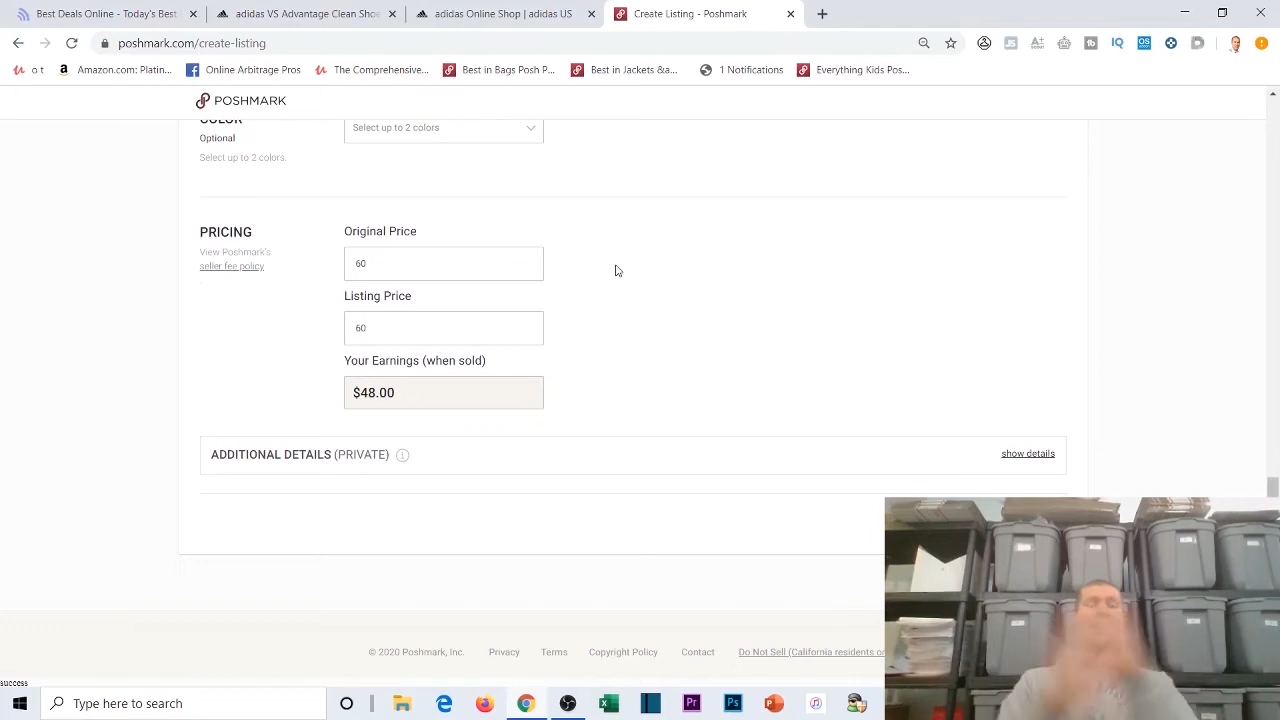 Best Deals Online - Today's Best
adidas VS Advantage Clean Shoe
adidas Online Shop | adidas US
Create Listing - Poshmark
poshmark.com/create-listing
o t
Amazon.com: Platin...
Online Arbitrage Pros
The Comprehensive...
Best in Bags Posh P...
Best in Jackets &a...
1 Notifications
Everything Kids Pos...
POSHMARK
COLOR
Optional
Select up to 2 colors.
Select up to 2 colors
PRICING
View Poshmark's
seller fee policy
.
Original Price
60
Listing Price
60
Your Earnings (when sold)
$48.00
ADDITIONAL DETAILS (PRIVATE)
show details
© 2020 Poshmark, Inc.
Privacy
Terms
Copyright Policy
Contact
Do Not Sell (California residents
success
Type here to search